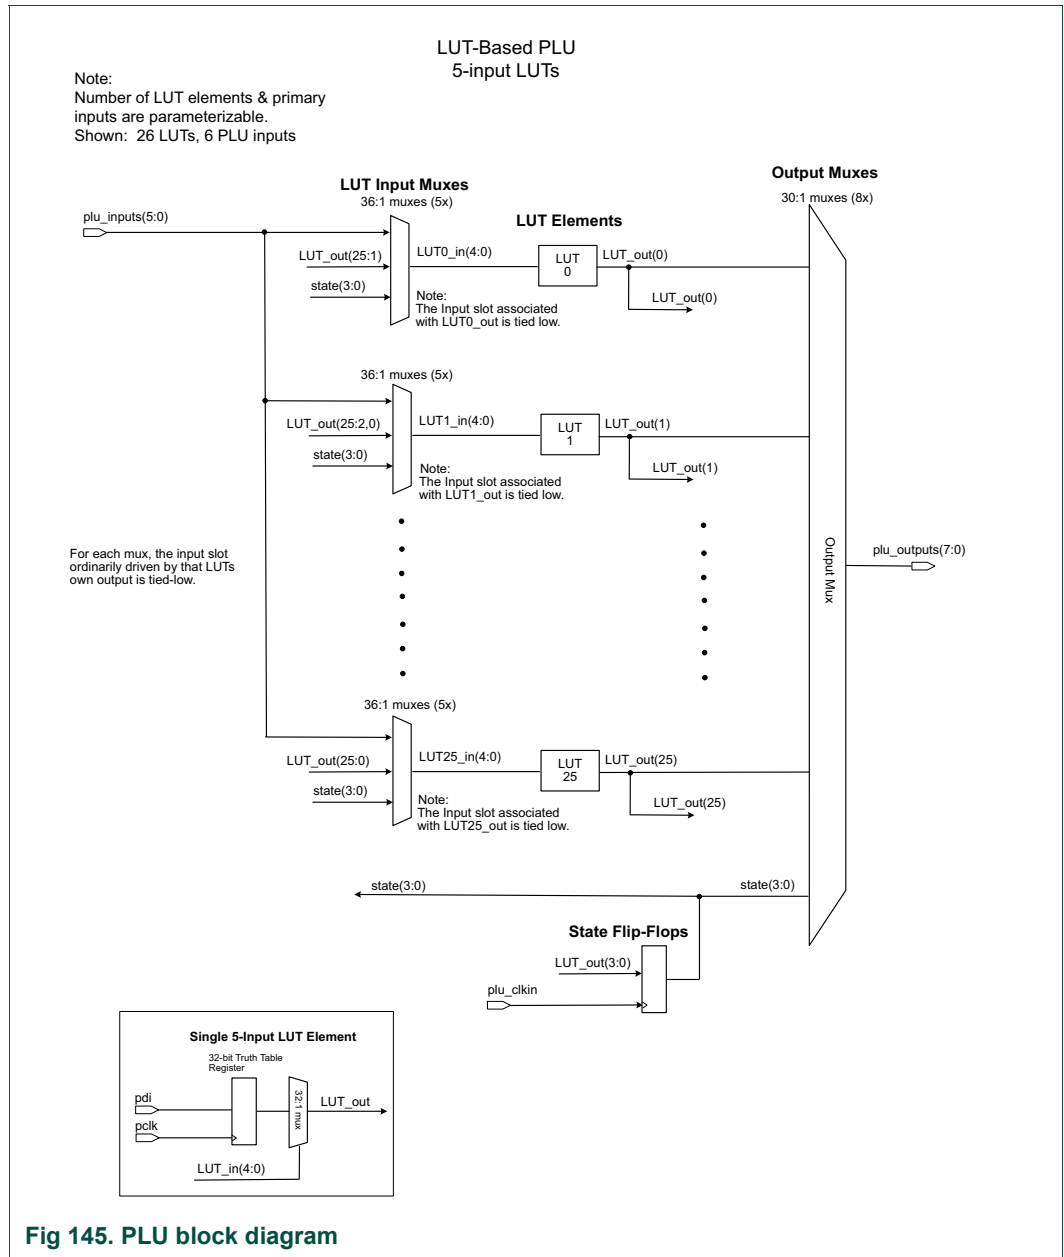 LUT-Based PLU
5-input LUTs
Note:
Number of LUT elements & primary
inputs are parameterizable.
Shown: 26 LUTs, 6 PLU inputs
Output Muxes
30:1 muxes (8x)
LUT Input Muxes
36:1 muxes (5x)
LUT Elements
plu_inputs(5:0)
LUT_out(25:1)
state(3:0)
LUT0_in(4:0)
LUT
0
LUT_out(0)
LUT_out(0)
Note:
The Input slot associated
with LUT0_out is tied low.
36:1 muxes (5x)
LUT_out(25:2,0)
state(3:0)
LUT1_in(4:0)
LUT
1
LUT_out(1)
LUT_out(1)
Note:
The Input slot associated
with LUT1_out is tied low.
For each mux, the input slot
ordinarily driven by that LUTs
own output is tied-low.
Output Mux
plu_outputs(7:0)
36:1 muxes (5x)
LUT_out(25:0)
state(3:0)
LUT25_in(4:0)
LUT
25
LUT_out(25)
LUT_out(25)
Note:
The Input slot associated
with LUT25_out is tied low.
state(3:0)
state(3:0)
State Flip-Flops
LUT_out(3:0)
plu_clkin
Single 5-Input LUT Element
32-bit Truth Table
Register
pdi
pclk
32:1 mux
LUT_out
LUT_in(4:0)
Fig 145. PLU block diagram